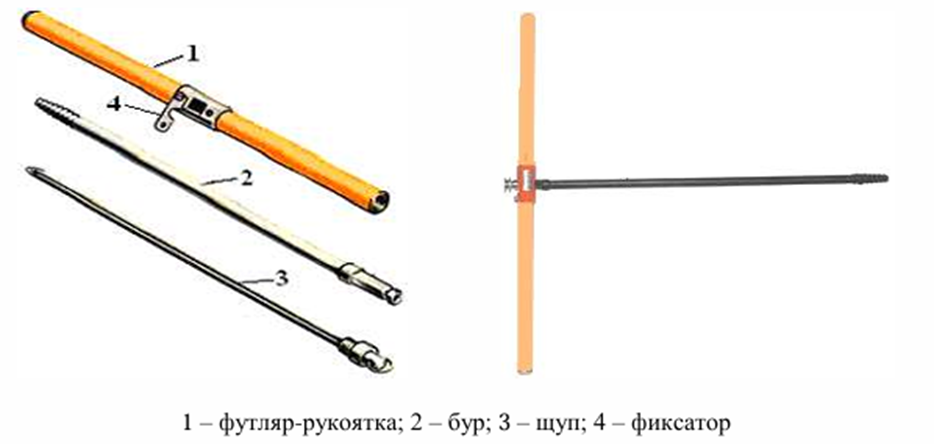 1
4
2
3
1 – футляр-рукоятка; 2 – бур; 3 – щуп; 4 – фиксатор